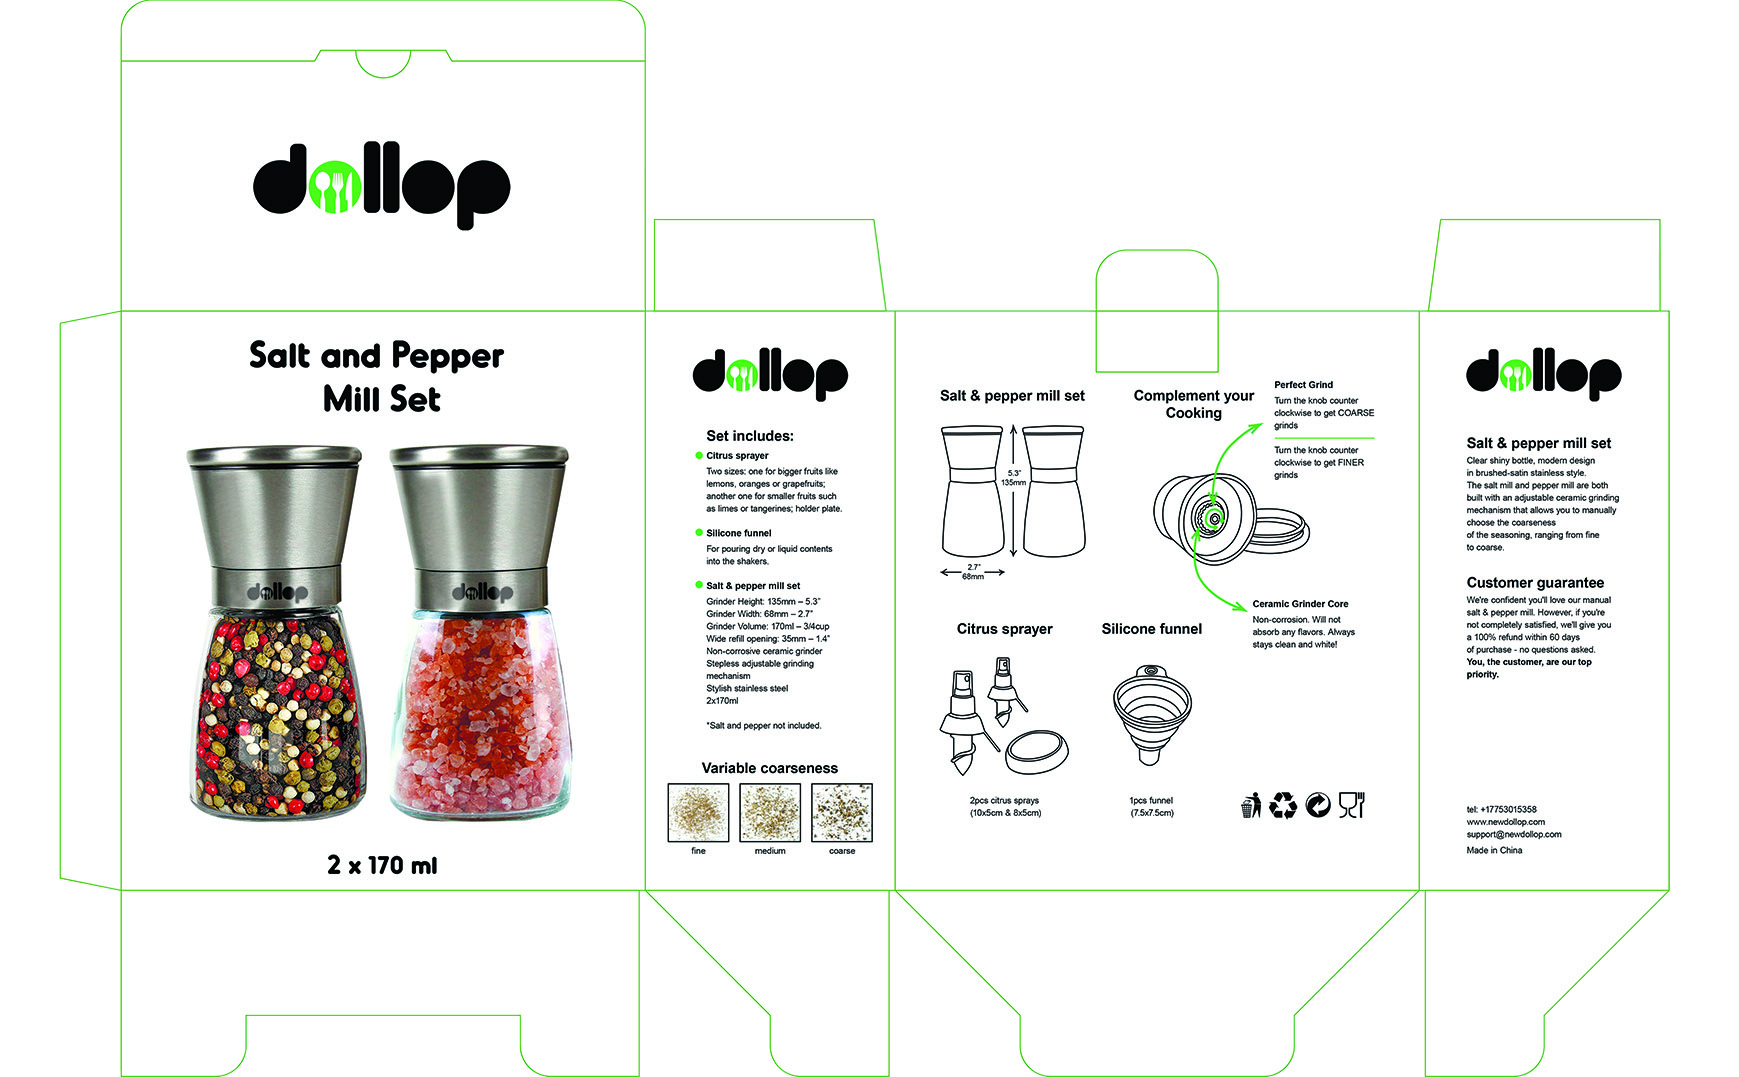 dollop
Salt and Pepper
Mill Set
dollop
dollop
2 x 170 ml
dollop
Set includes:
Citrus sprayer
Two sizes: one for bigger fruits like
lemons, oranges or grapefruits;
another one for smaller fruits such
as limes or tangerines; holder plate.
Silicone funnel
For pouring dry or liquid contents
into the shakers.
Salt & pepper mill set
Grinder Height: 135mm – 5.3"
Grinder Width: 68mm – 2.7"
Grinder Volume: 170ml – 3/4cup
Wide refill opening: 35mm – 1.4"
Non-corrosive ceramic grinder
Stepless adjustable grinding
mechanism
Stylish stainless steel
2x170ml
*Salt and pepper not included.
Variable coarseness
fine
medium
coarse
Salt & pepper mill set
5.3"
135mm
2.7"
68mm
Complement your
Cooking
Perfect Grind
Turn the knob counter
clockwise to get COARSE
grinds
Turn the knob counter
clockwise to get FINER
grinds
Ceramic Grinder Core
Non-corrosion. Will not
absorb any flavors. Always
stays clean and white!
Citrus sprayer
2pcs citrus sprays
(10x5cm & 8x5cm)
Silicone funnel
1pcs funnel
(7.5x7.5cm)
dollop
Salt & pepper mill set
Clear shiny bottle, modern design
in brushed-satin stainless style.
The salt mill and pepper mill are both
built with an adjustable ceramic grinding
mechanism that allows you to manually
choose the coarseness
of the seasoning, ranging from fine
to coarse.
Customer guarantee
We're confident you'll love our manual
salt & pepper mill. However, if you're
not completely satisfied, we'll give you
a 100% refund within 60 days
of purchase - no questions asked.
You, the customer, are our top
priority.
tel: +17753015358
www.newdollop.com
support@newdollop.com
Made in China